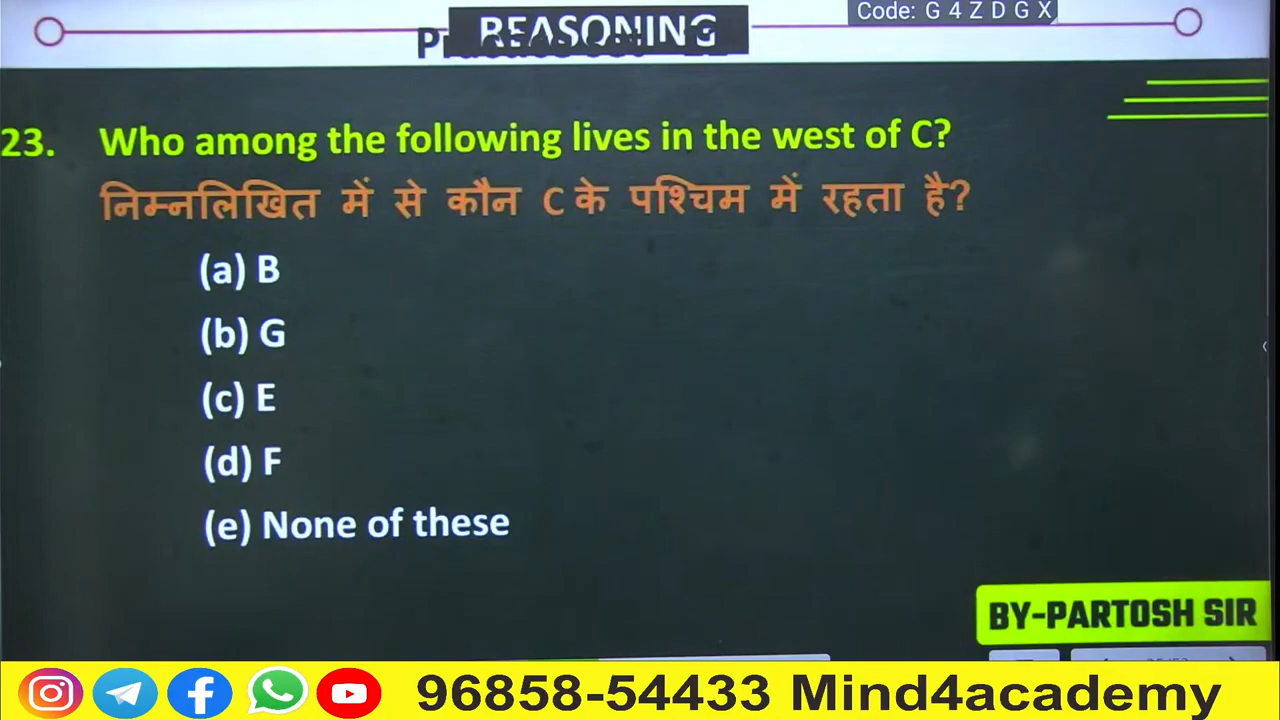 Code: G 4 Z D G X
REASONING
23. Who among the following lives in the west of C?
निम्नलिखित में से कौन C के पश्चिम में रहता है?
(a) B
(b) G
(c) E
(d) F
(e) None of these
BY-PARTOSH SIR
96858-54433 Mind4academy